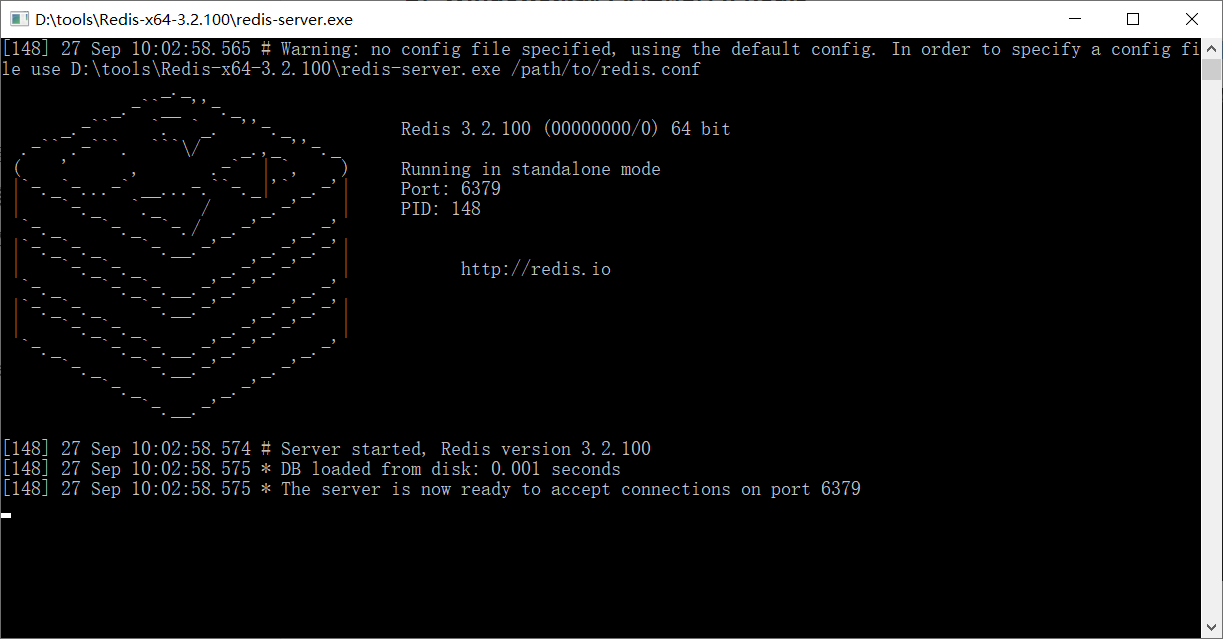 D:\tools\Redis-x64-3.2.100\redis-server.exe
[148] 27 Sep 10:02:58.565 # Warning: no config file specified, using the default config. In order to specify a config fi
le use D:\tools\Redis-x64-3.2.100\redis-server.exe /path/to/redis.conf
Redis 3.2.100 (00000000/0) 64 bit
Running in standalone mode
Port: 6379
PID: 148
http://redis.io
[148] 27 Sep 10:02:58.574 # Server started, Redis version 3.2.100
[148] 27 Sep 10:02:58.575 * DB loaded from disk: 0.001 seconds
[148] 27 Sep 10:02:58.575 * The server is now ready to accept connections on port 6379